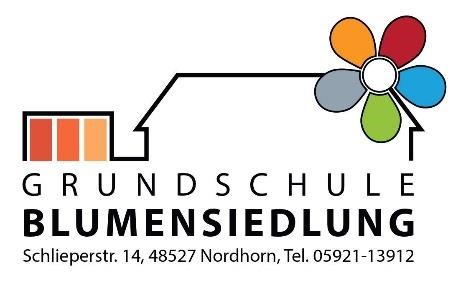 GRUNDSCHULE
BLUMENSIEDLUNG
Schlieperstr. 14, 48527 Nordhorn, Tel. 05921-13912